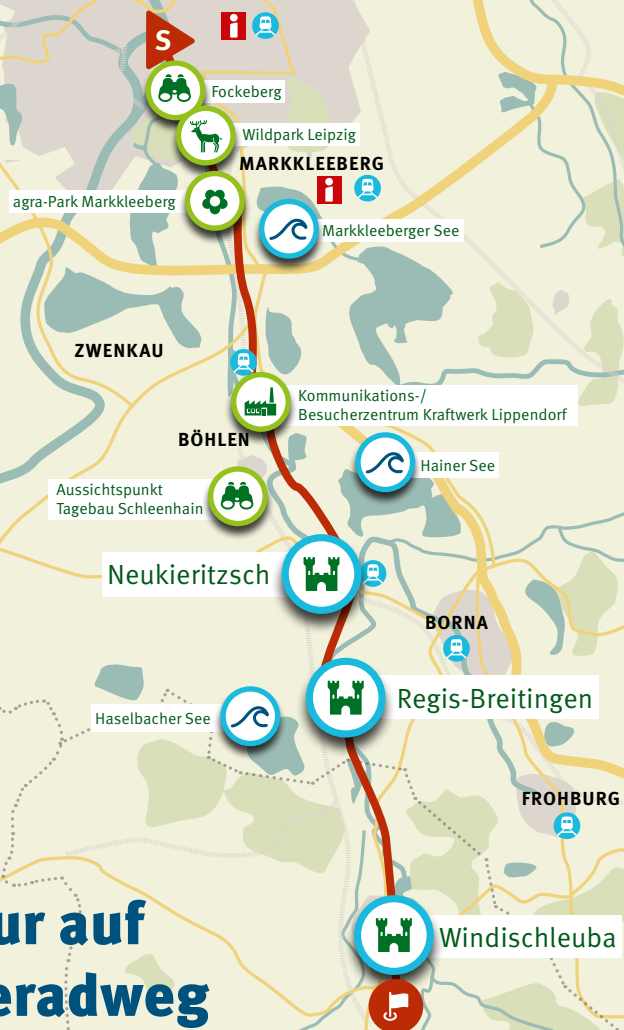 S
i
Fockeberg
Wildpark Leipzig
MARKKLEEBERG
i
agra-Park Markkleeberg
Markkleeberger See
ZWENKAU
Kommunikations-/
Besucherzentrum Kraftwerk Lippendorf
BÖHLEN
Hainer See
Aussichtspunkt
Tagebau Schleenhain
Neukieritzsch
BORNA
Regis-Breitingen
Haselbacher See
FROHBURG
ur auf
Windischleuba
eradweg